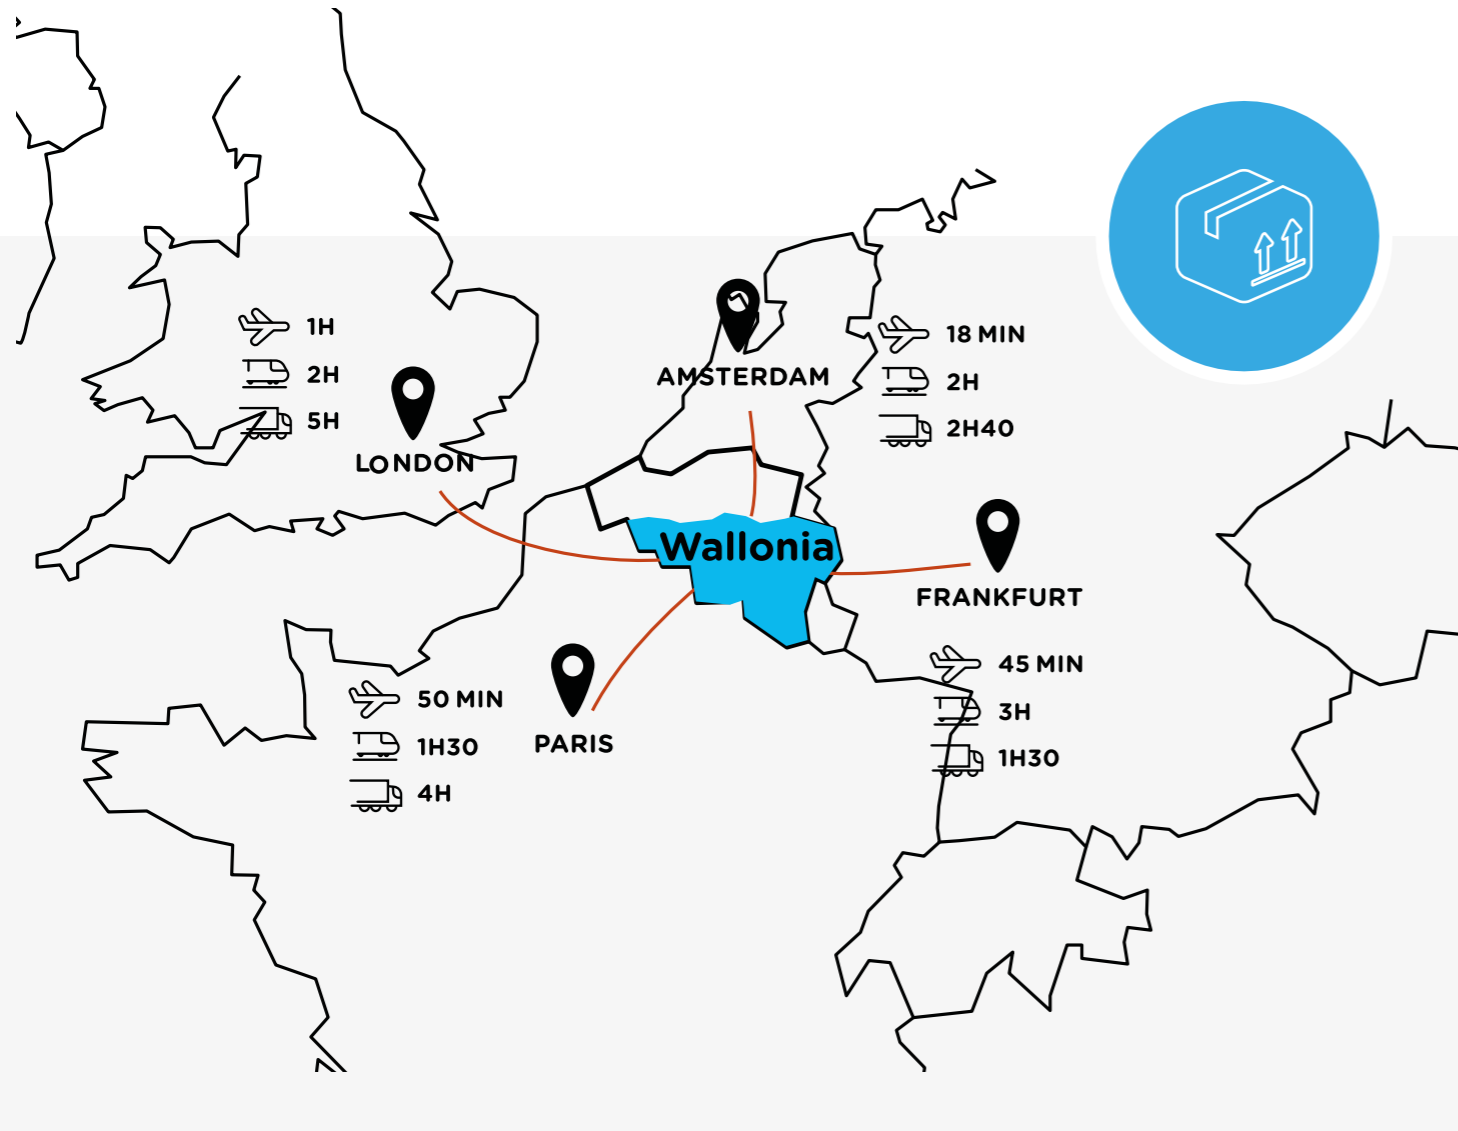 1H
2H
5H
LONDON
AMSTERDAM
18 MIN
2H
2H40
Wallonia
FRANKFURT
45 MIN
3H
1H30
50 MIN
1H30
4H
PARIS